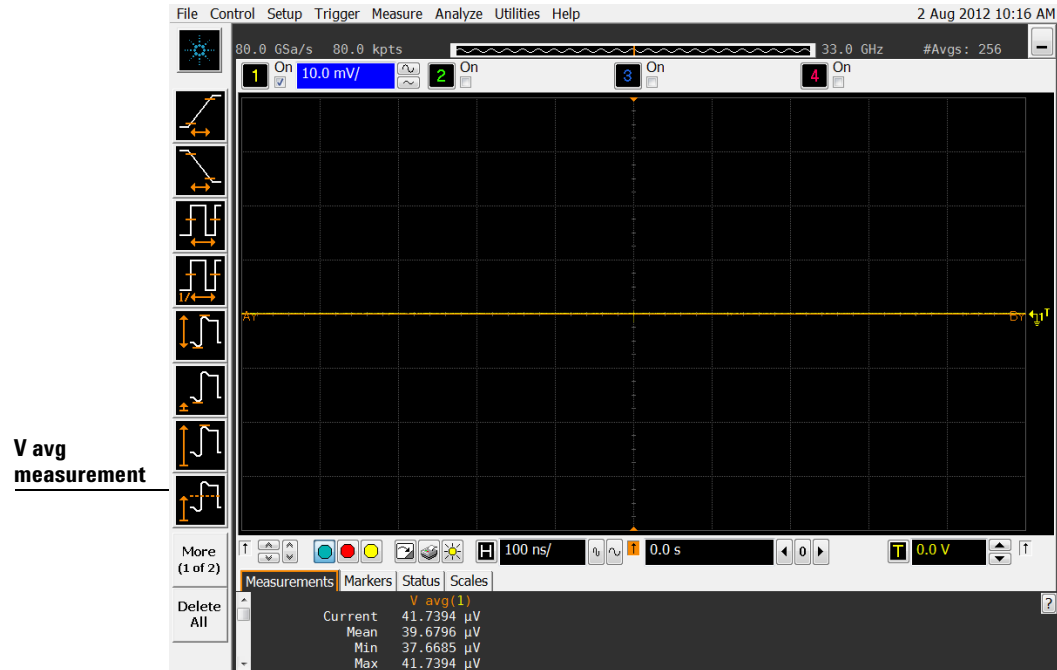 File Control Setup Trigger Measure Analyze Utilities Help 2 Aug 2012 10:16 AM
80.0 GSa/s 80.0 kpts 33.0 GHz #Avgs: 256
1 On 10.0 mV/ 2 On 3 On 4 On
1/
V avg
measurement
H 100 ns/ 0.0 s 0 T 0.0 V
More
(1 of 2)
Delete
All
Measurements Markers Status Scales
V avg(1)
Current 41.7394 µV
Mean 39.6796 µV
Min 37.6685 µV
Max 41.7394 µV
?